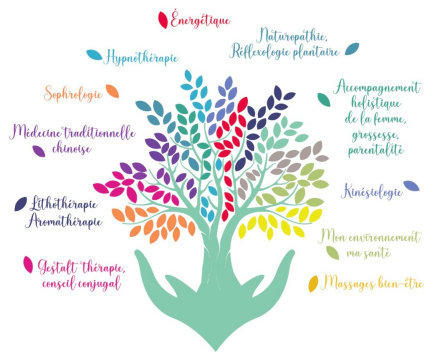 Énergétique
Naturopathie,
Réflexologie plantaire
Hypnothérapie
Sophrologie
Accompagnement
holistique
de la femme,
grossesse,
parentalité
Médecine traditionnelle
chinoise
Kinésiologie
Lithothérapie
Aromathérapie
Mon environnement
ma santé
Gestalt thérapie,
conseil conjugal
Massages bien-être